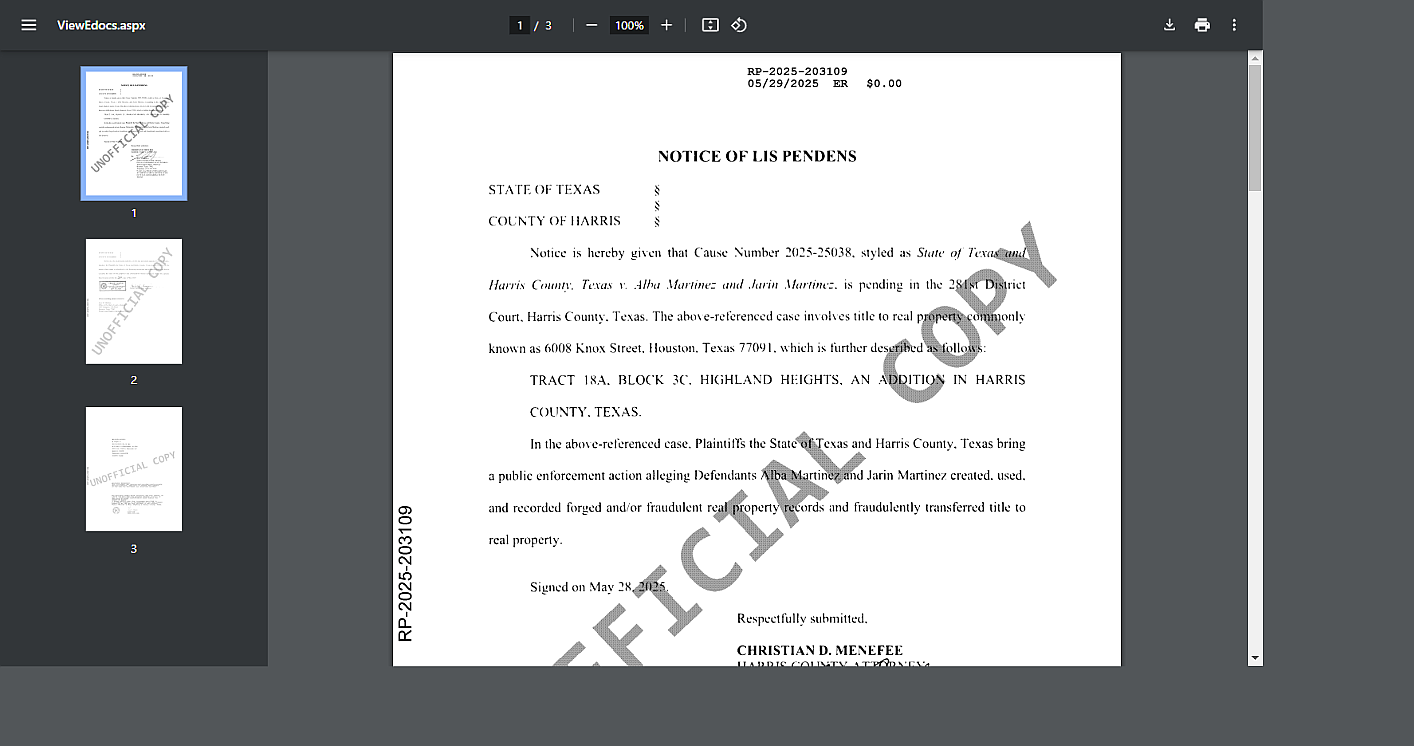 ViewEdocs.aspx
1 / 3
100%
1
2
3
UNOFFICIAL COPY
UNOFFICIAL COPY
UNOFFICIAL COPY
RP-2025-203109
05/29/2025 ER $0.00
NOTICE OF LIS PENDENS
STATE OF TEXAS §
§
COUNTY OF HARRIS §
Notice is hereby given that Cause Number 2025-25038, styled as State of Texas and
Harris County, Texas v. Alba Martinez and Jarin Martinez, is pending in the 281st District
Court, Harris County, Texas. The above-referenced case involves title to real property commonly
known as 6008 Knox Street, Houston, Texas 77091, which is further described as follows:
TRACT 18A, BLOCK 3C, HIGHLAND HEIGHTS, AN ADDITION IN HARRIS
COUNTY, TEXAS.
In the above-referenced case, Plaintiffs the State of Texas and Harris County, Texas bring
a public enforcement action alleging Defendants Alba Martinez and Jarin Martinez created, used,
and recorded forged and/or fraudulent real property records and fraudulently transferred title to
real property.
Signed on May 28, 2025.
Respectfully submitted,
CHRISTIAN D. MENEFEE
HARRIS COUNTY ATTORNEY
RP-2025-203109
FFICIAL COPY